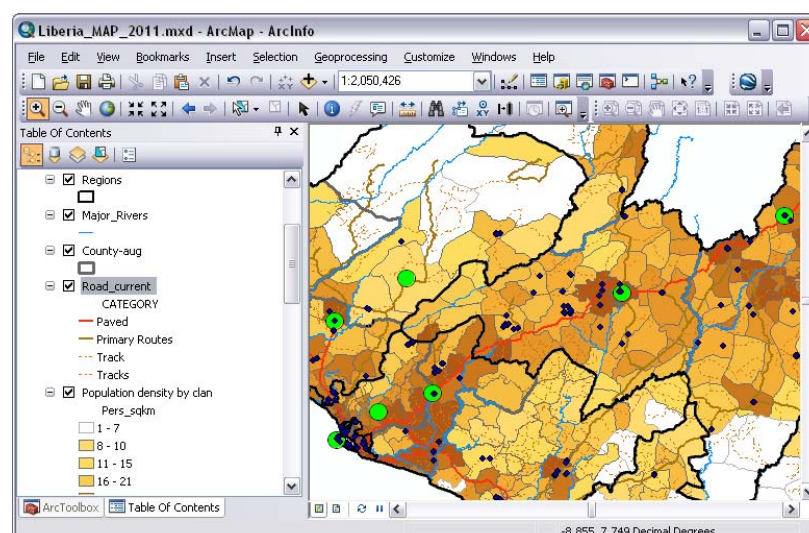 Liberia_MAP_2011.mxd - ArcMap - ArcInfo
File Edit View Bookmarks Insert Selection Geoprocessing Customize Windows Help
1:2,050,426
Table Of Contents
Regions
Major_Rivers
County-aug
Road_current
CATEGORY
Paved
Primary Routes
Track
Tracks
Population density by clan
Pers_sqkm
1 - 7
8 - 10
11 - 15
16 - 21
ArcToolbox Table Of Contents
-8.855 7.749 Decimal Degrees